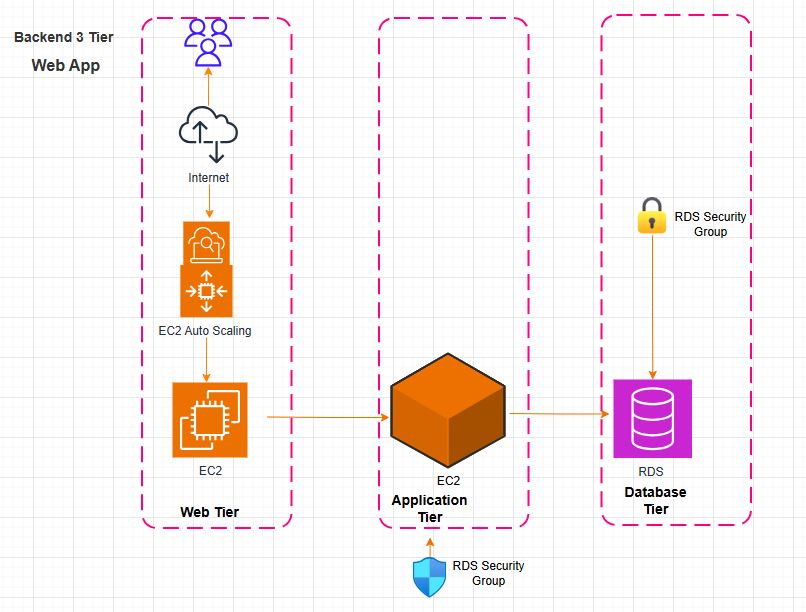 Backend 3 Tier
Web App
Internet
EC2 Auto Scaling
EC2
Web Tier
EC2
Application
Tier
RDS Security
Group
RDS Security
Group
RDS
Database
Tier